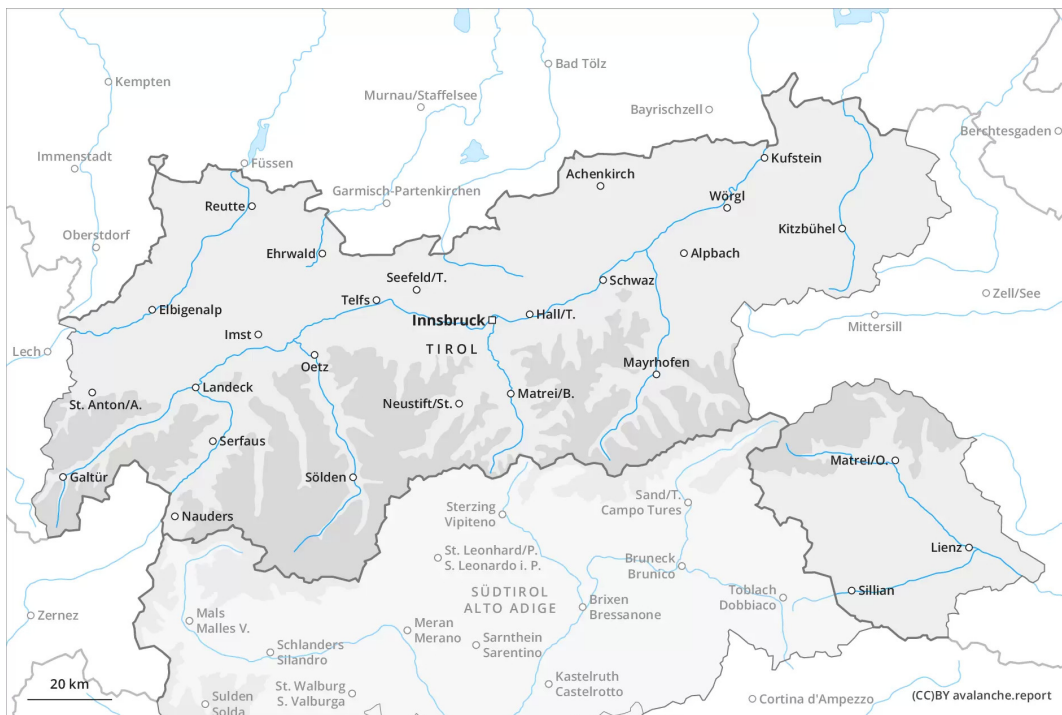 Kempten
Bad Tölz
Murnau/Staffelsee
Bayrischzell
Berchtesgaden
Immenstadt
Füssen
Kufstein
Achenkirch
Garmisch-Partenkirchen
Wörgl
Reutte
Oberstdorf
Kitzbühel
Ehrwald
Alpbach
Seefeld/T.
Schwaz
Zell/See
Telfs
Elbigenalp
Innsbruck
Hall/T.
Mittersill
Imst
Lech
TIROL
Oetz
Mayrhofen
Landeck
St. Anton/A.
Neustift/St.
Matrei/B.
Serfaus
Matrei/O.
Galtür
Sölden
Sand/T.
Campo Tures
Nauders
Sterzing
Vipiteno
Lienz
St. Leonhard/P.
S. Leonardo i. P.
Bruneck
Brunico
SÜDTIROL
ALTO ADIGE
Sillian
Toblach
Dobbiaco
Brixen
Bressanone
Zernez
Mals
Malles V.
Meran
Merano
Sarnthein
Sarentino
Schlanders
Silandro
20 km
St. Walburg
S. Valburga
Kastelruth
Castelrotto
Sulden
Solda
Cortina d'Ampezzo
(CC)BY avalanche.report